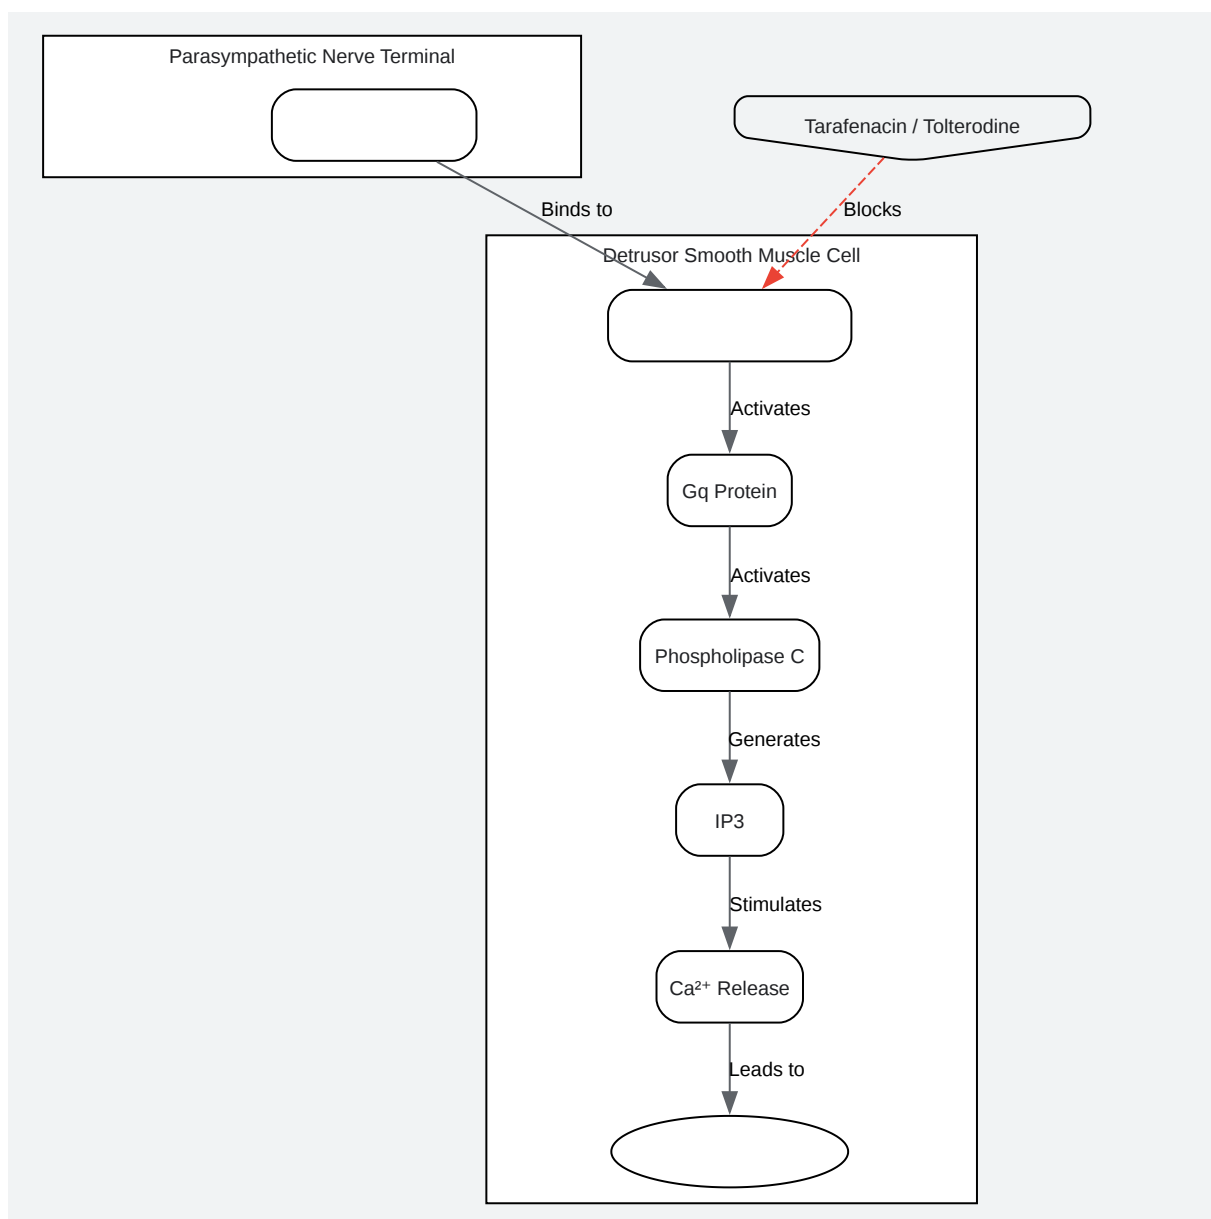 Parasympathetic Nerve Terminal
Tarafenacin / Tolterodine
Binds to
Blocks
Detrusor Smooth Muscle Cell
Activates
Gq Protein
Activates
Phospholipase C
Generates
IP3
Stimulates
Ca²⁺ Release
Leads to